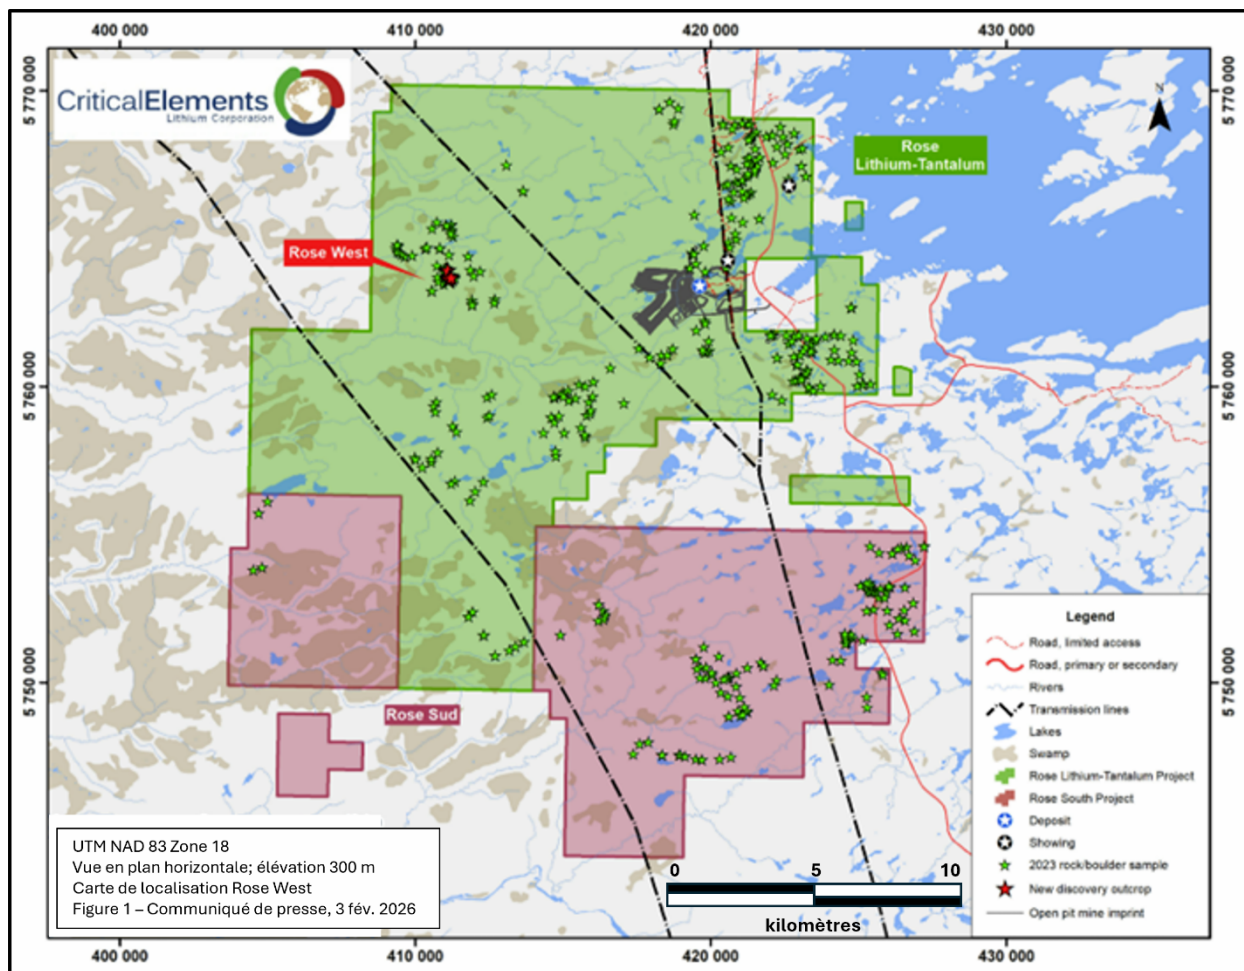 400 000
410 000
420 000
430 000
5 770 000
5 770 000
CriticalElements
Lithium Corporation
N
Rose
Lithium-Tantalum
Rose West
5 760 000
5 760 000
5 750 000
5 750 000
Rose Sud
Legend
Road, limited access
Road, primary or secondary
Rivers
Transmission lines
Lakes
Swamp
Rose Lithium-Tantalum Project
Rose South Project
Deposit
Showing
2023 rock/boulder sample
New discovery outcrop
Open pit mine imprint
UTM NAD 83 Zone 18
Vue en plan horizontale; élévation 300 m
Carte de localisation Rose West
Figure 1 – Communiqué de presse, 3 fév. 2026
0 5 10
kilomètres
400 000
410 000
420 000
430 000